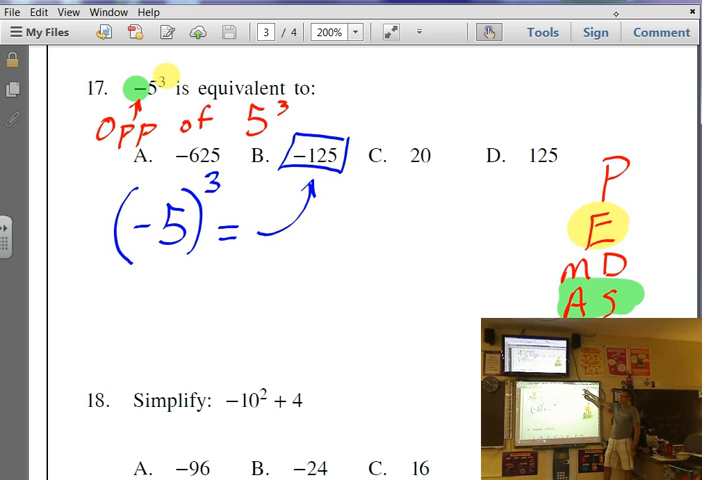 File Edit View Window Help
My Files 3 / 4 200% Tools Sign Comment
17. −5³ is equivalent to:
OPP of 5³
A. −625 B. −125 C. 20 D. 125
(-5)³ =
P
E
M D
A S
18. Simplify: −10² + 4
A. −96 B. −24 C. 16